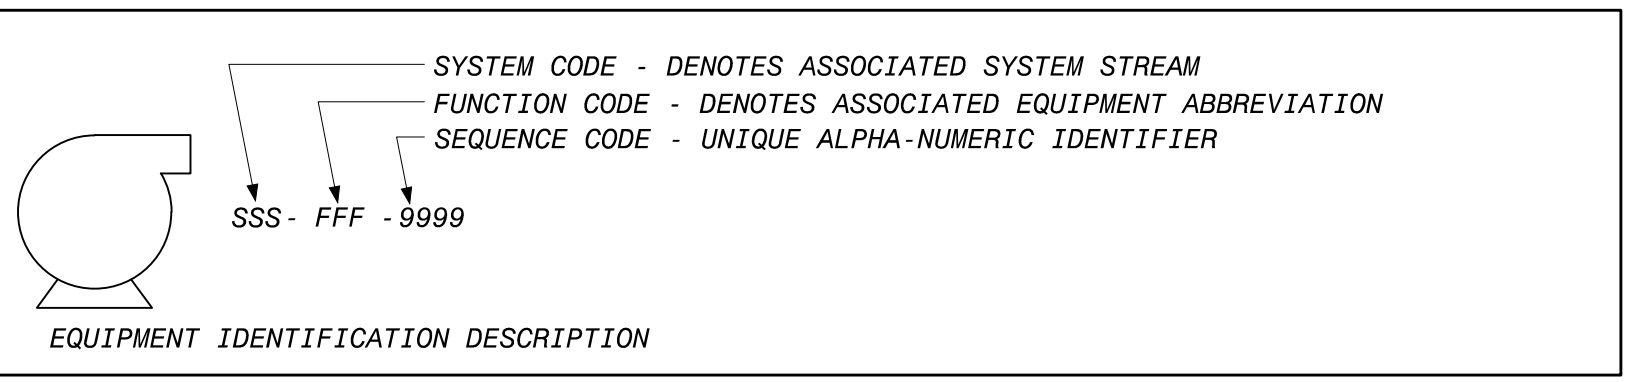 SYSTEM CODE - DENOTES ASSOCIATED SYSTEM STREAM
FUNCTION CODE - DENOTES ASSOCIATED EQUIPMENT ABBREVIATION
SEQUENCE CODE - UNIQUE ALPHA-NUMERIC IDENTIFIER
SSS- FFF -9999
EQUIPMENT IDENTIFICATION DESCRIPTION